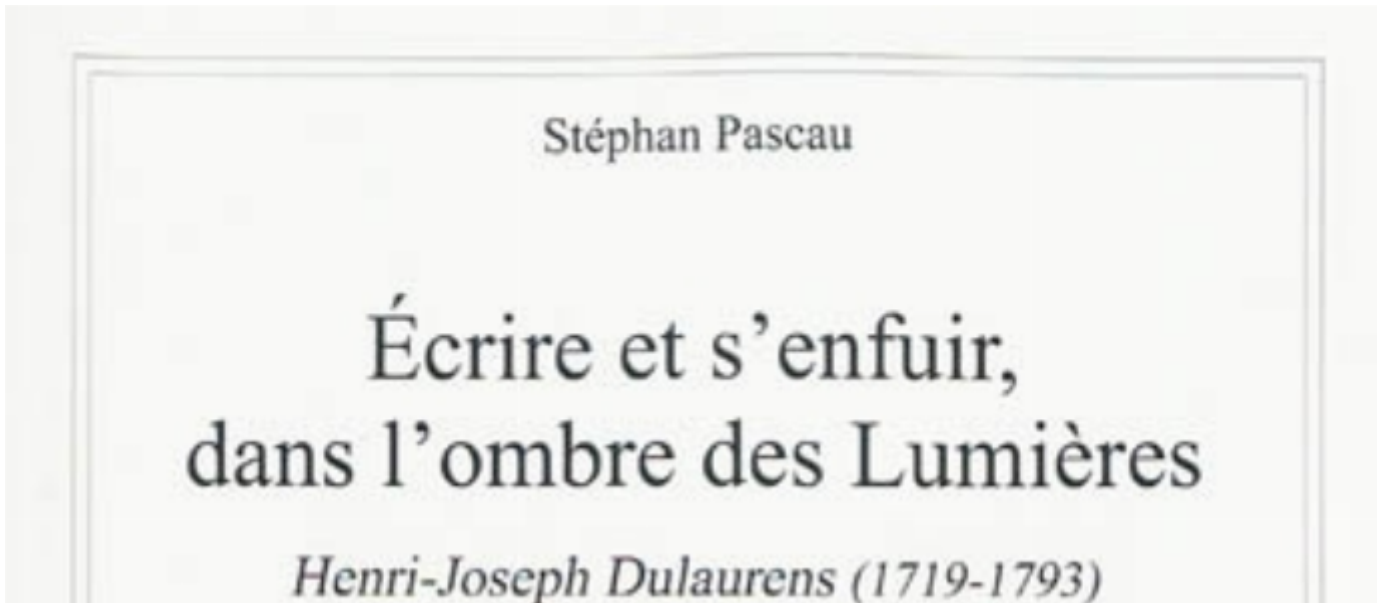 Stéphan Pascau
Écrire et s’enfuir,
dans l’ombre des Lumières
Henri-Joseph Dulaurens (1719-1793)